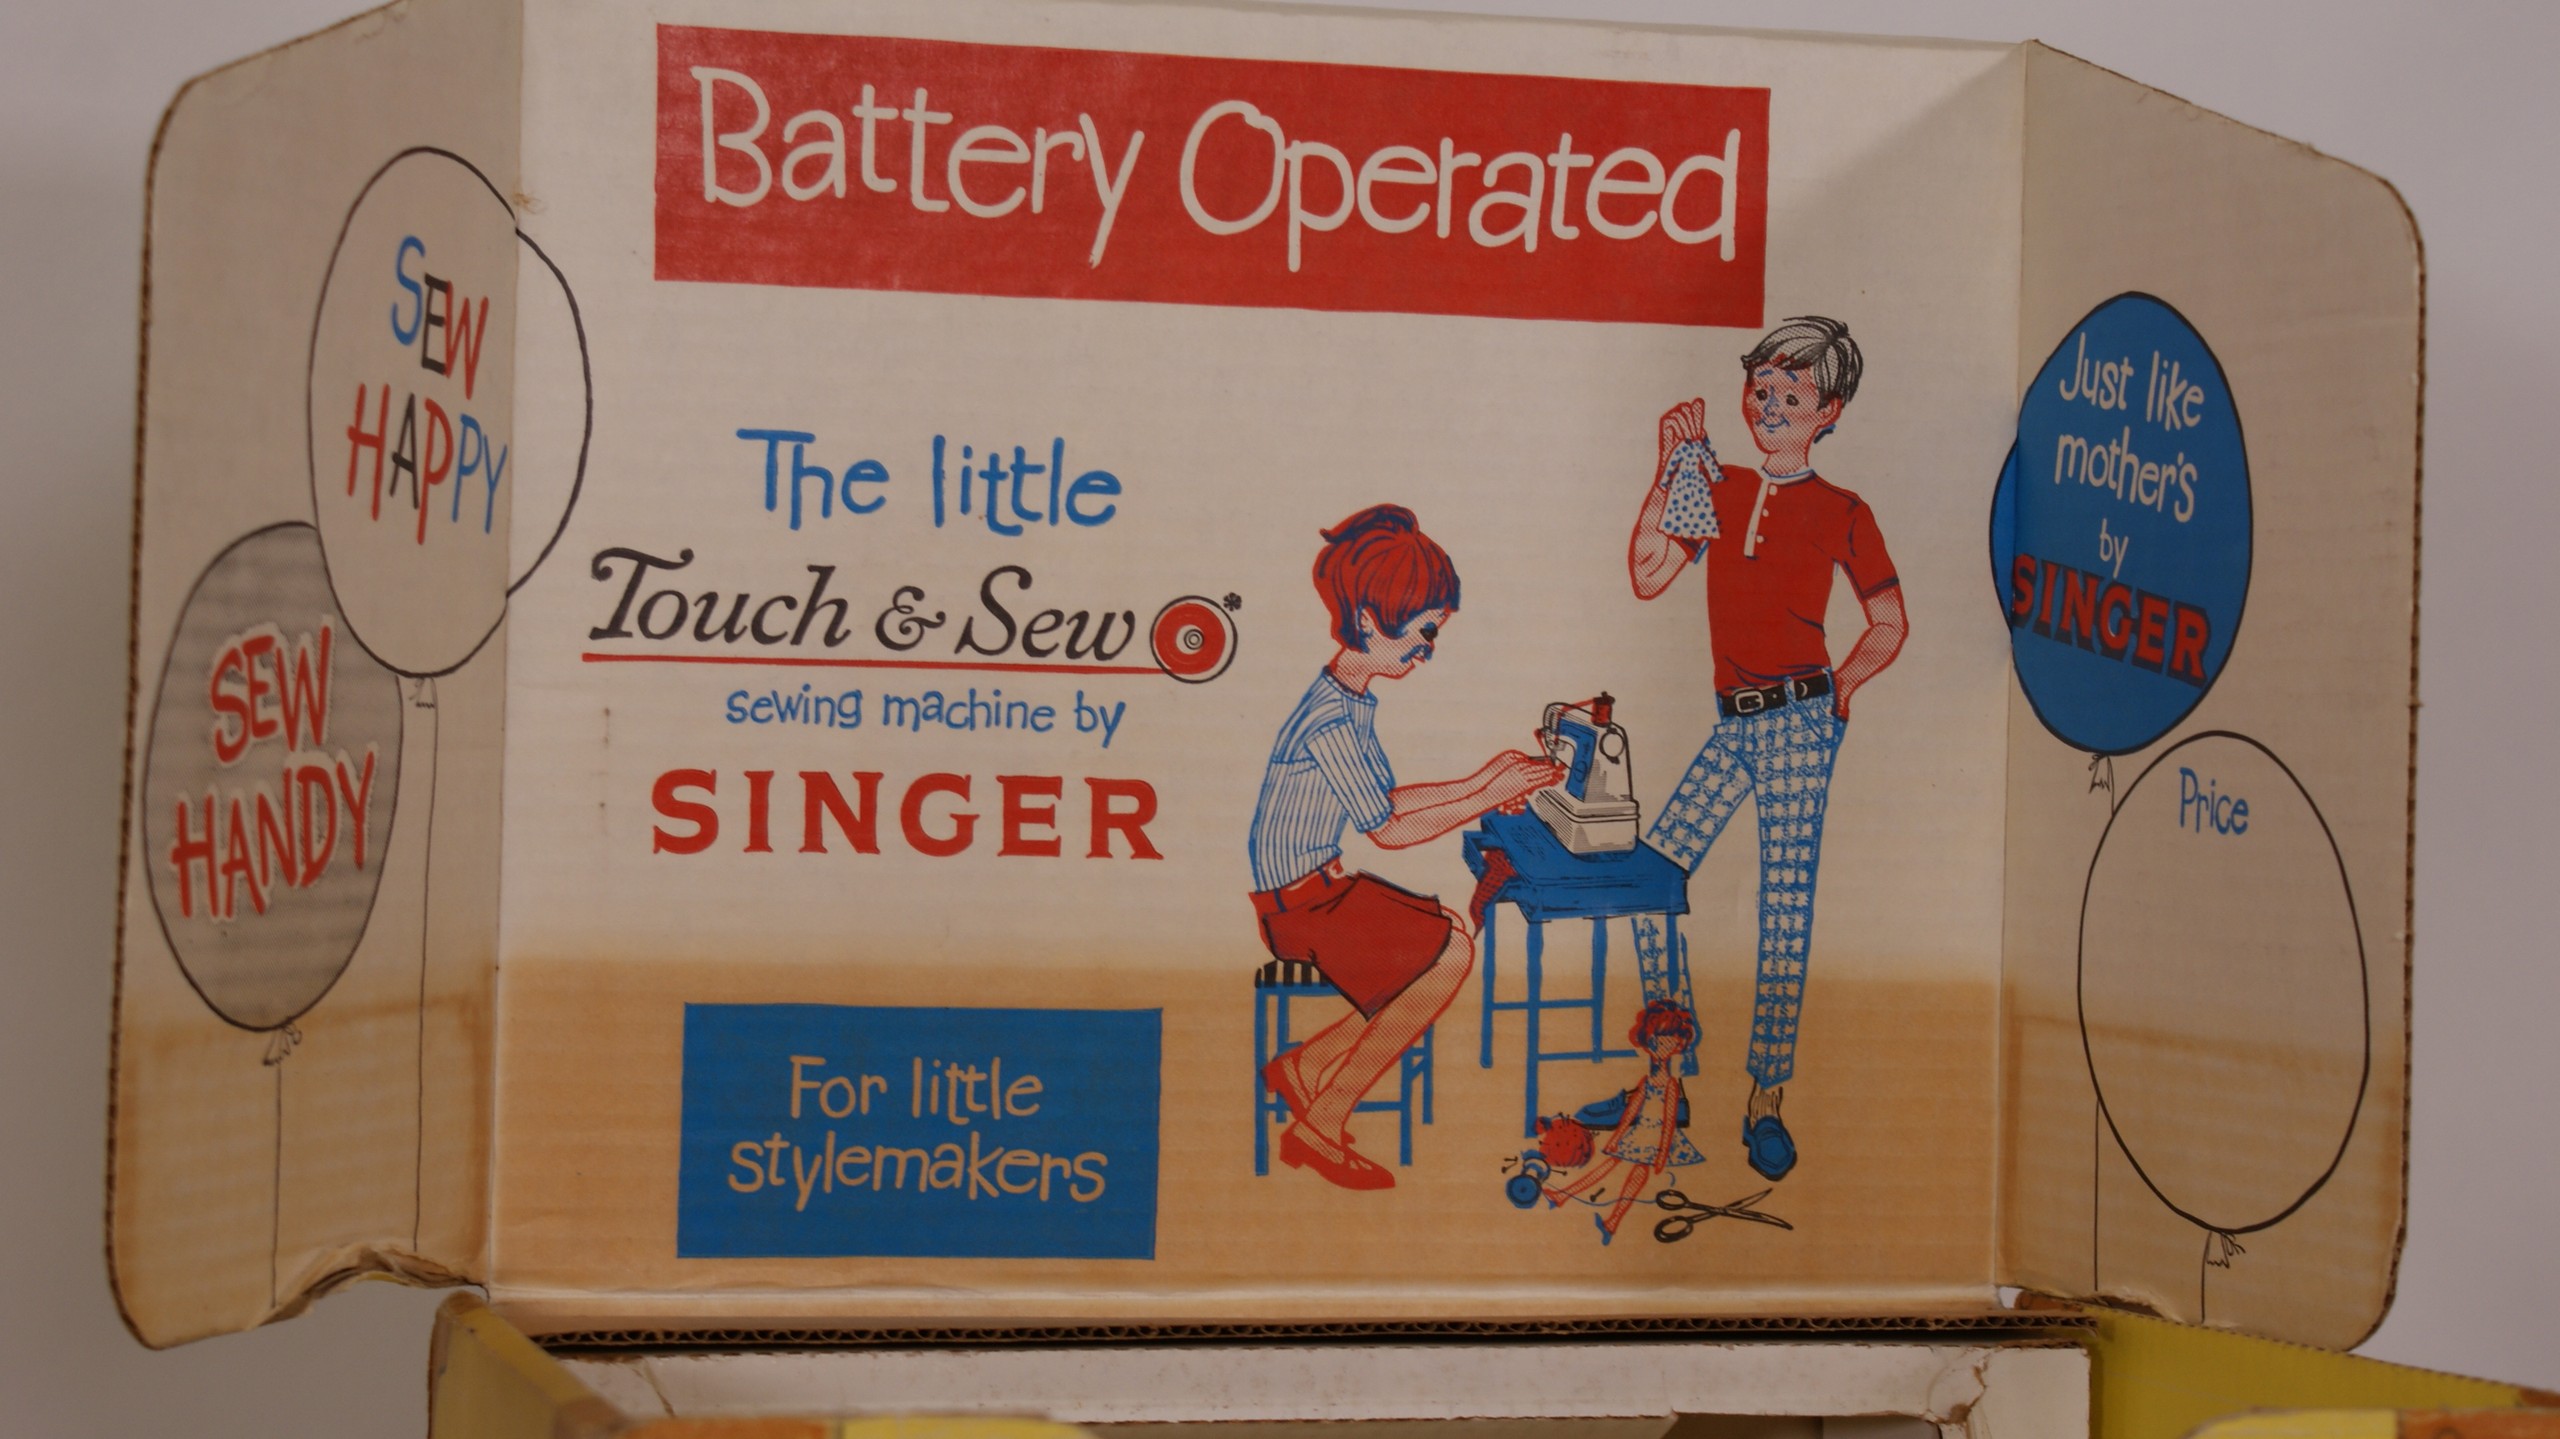 Battery Operated
SEW
HAPPY
SEW
HANDY
The little
Touch & Sew*
sewing machine by
SINGER
For little
stylemakers
Just like
mother's
by
SINGER
Price